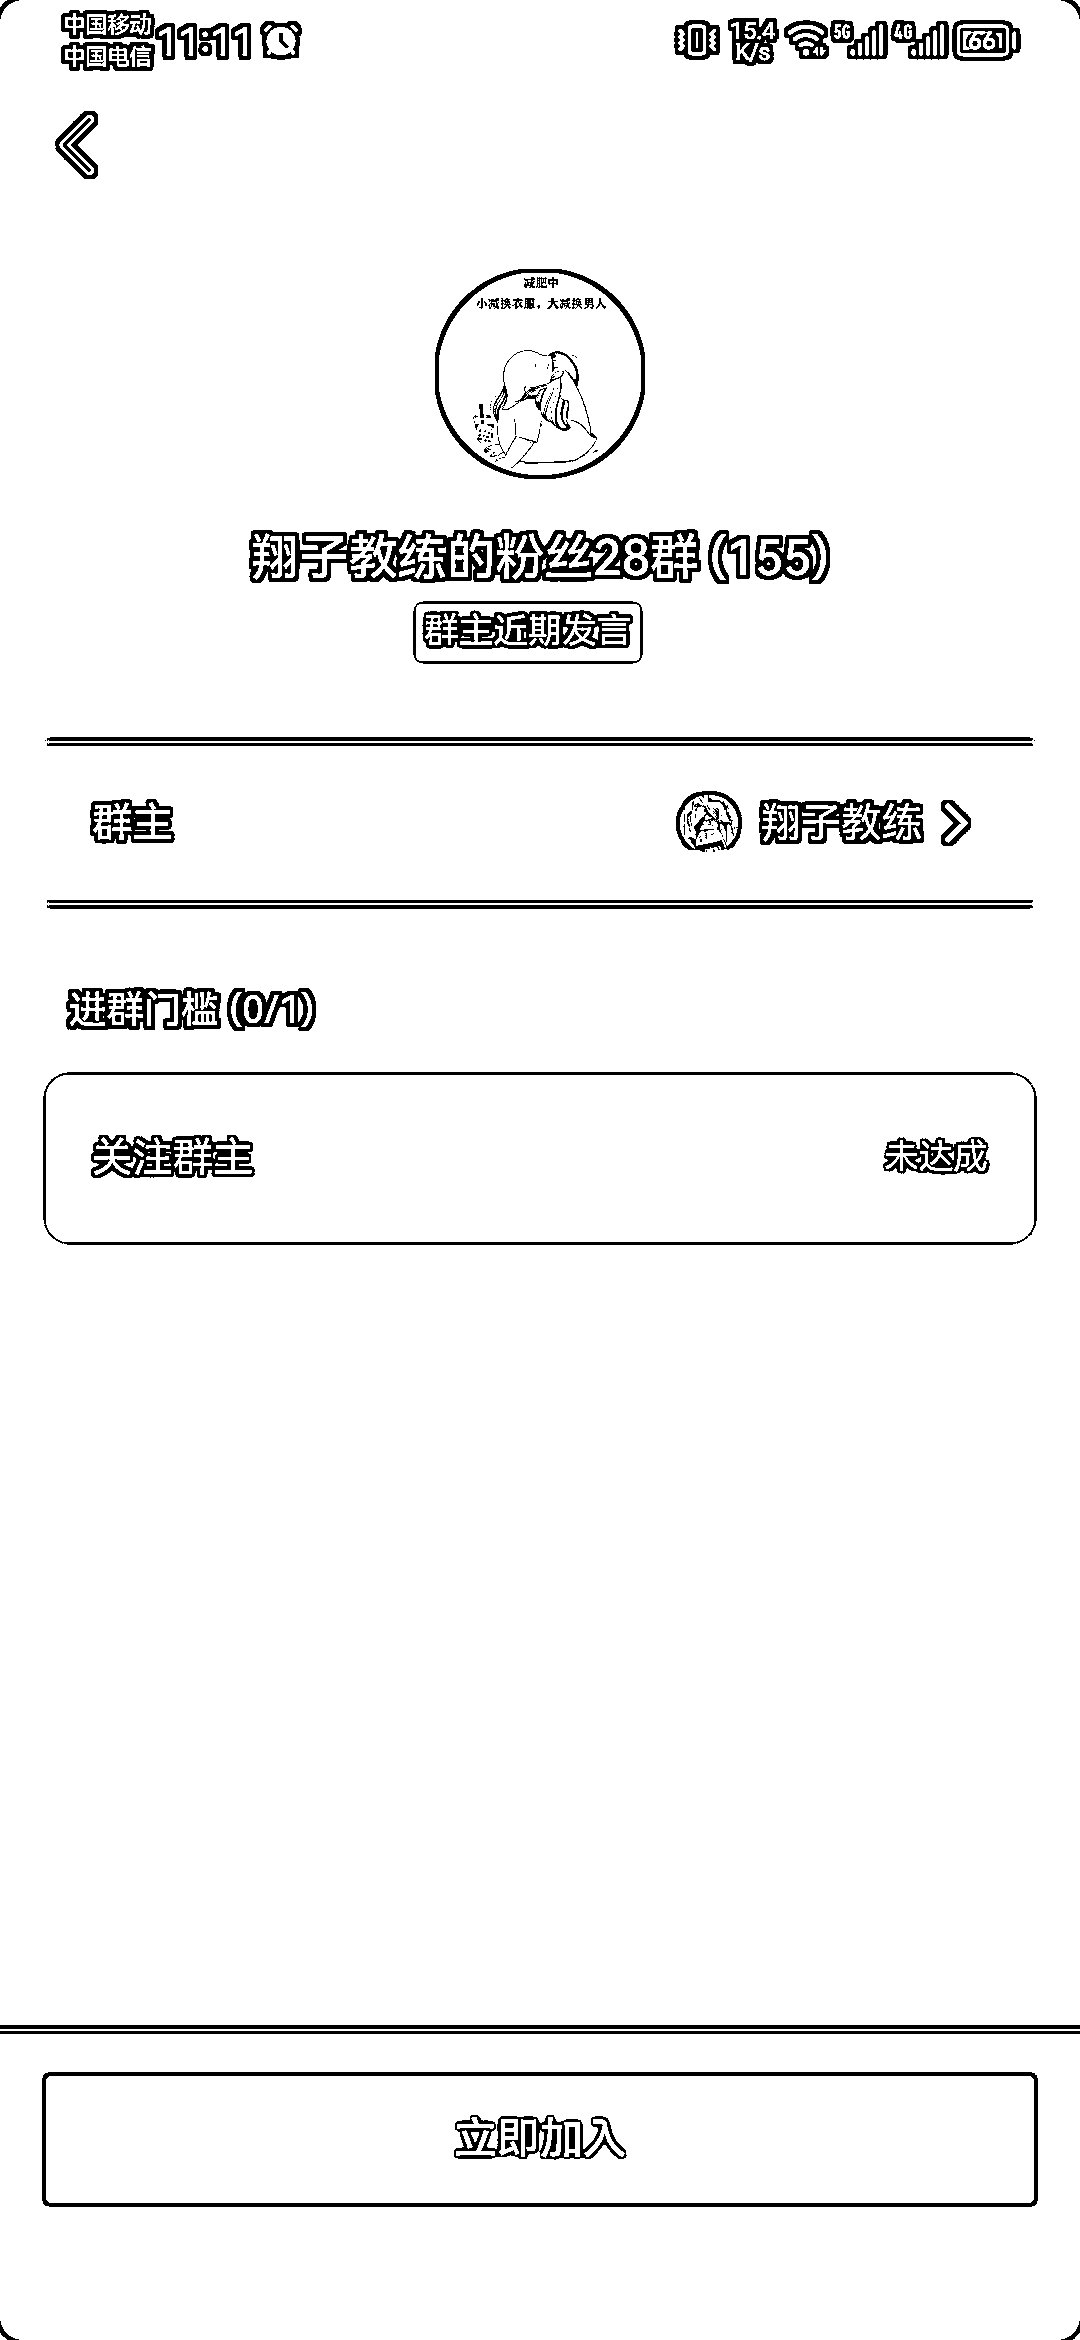 中国移动
中国电信
11:11
15.4
K/s
5G
4G
66
减肥中
小减换衣服，大减换男人
翔子教练的粉丝28群 (155)
群主近期发言
群主
翔子教练
进群门槛 (0/1)
关注群主
未达成
立即加入